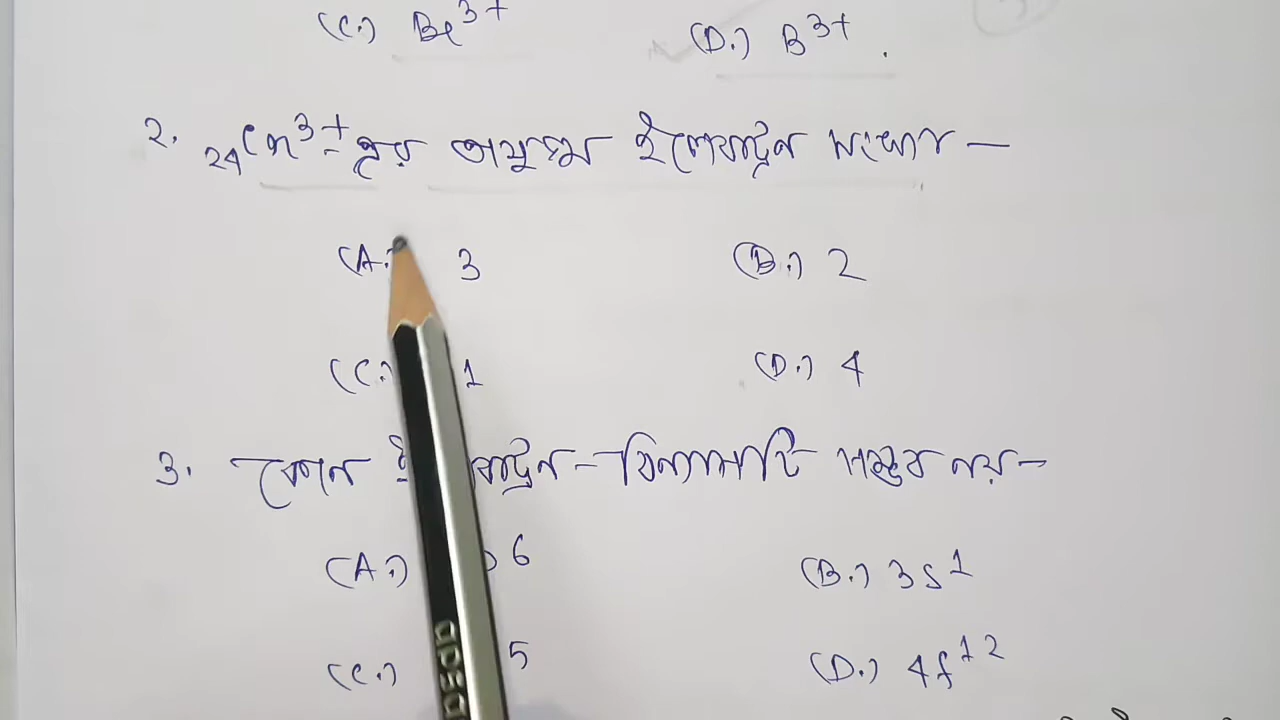 (C.) Be³⁺ (D.) B³⁺.
2. ₂₄Cr³⁺-এর অযুগ্ম ইলেকট্রন সংখ্যা —
(A.) 3 (B.) 2
(C.) 1 (D.) 4
3. কোন ইলেকট্রন-বিন্যাসটি সম্ভব নয়—
(A.) 6 (B.) 3s¹
(C.) 5 (D.) 4f¹²
apsara